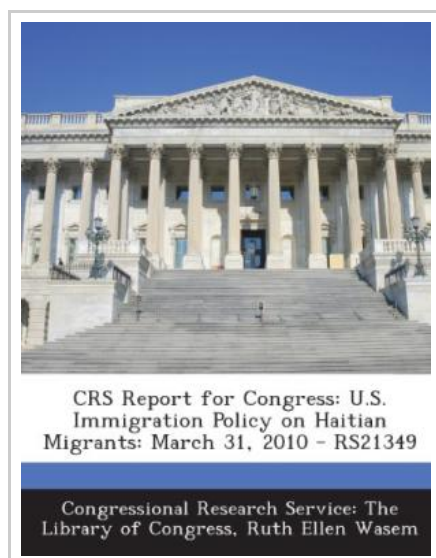 CRS Report for Congress: U.S.
Immigration Policy on Haitian
Migrants: March 31, 2010 - RS21349
Congressional Research Service: The
Library of Congress, Ruth Ellen Wasem